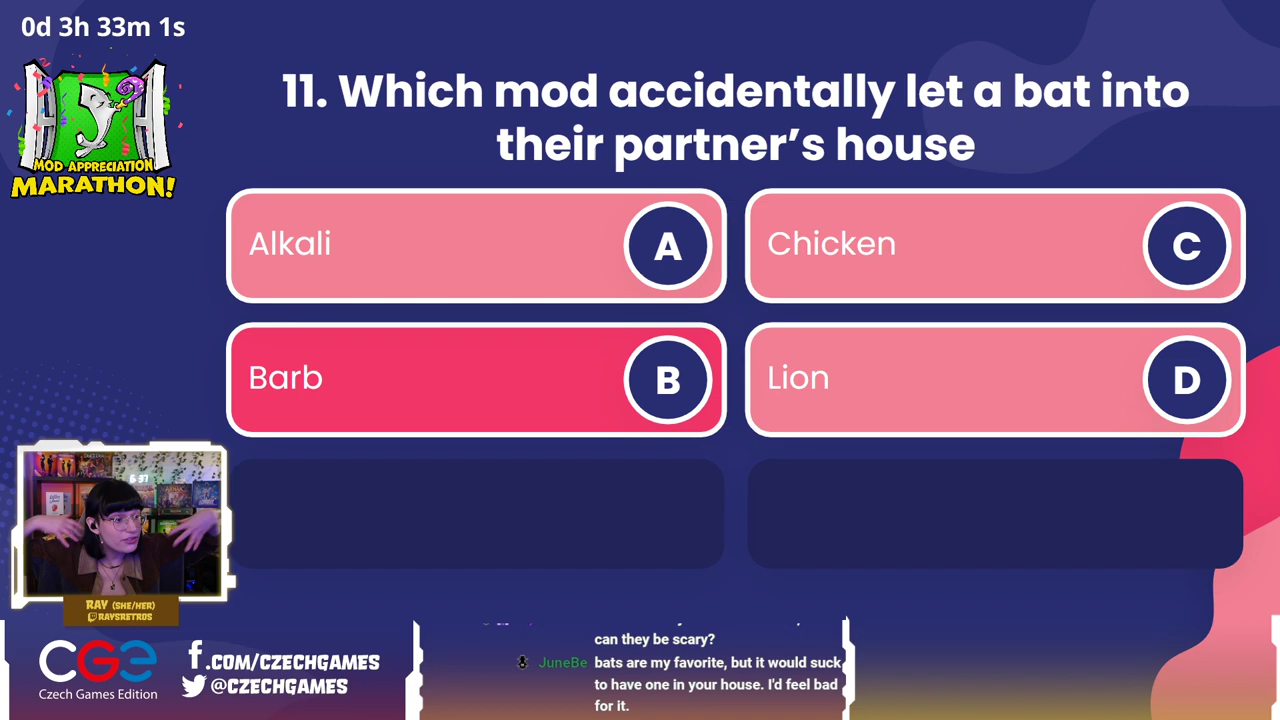 0d 3h 33m 1s
MOD APPRECIATION
MARATHON!
11. Which mod accidentally let a bat into
their partner’s house
Alkali A
Chicken C
Barb B
Lion D
RAY (SHE/HER)
RAYSRETROS
CGE
Czech Games Edition
f.COM/CZECHGAMES
@CZECHGAMES
can they be scary?
JuneBe bats are my favorite, but it would suck
to have one in your house. I'd feel bad
for it.